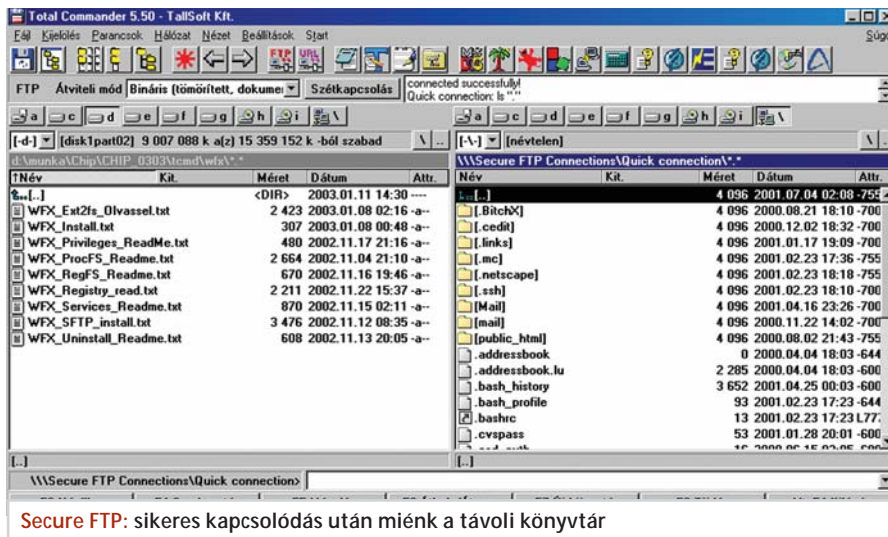 Total Commander 5.50 - TallSoft Kft.
Fájl Kijelölés Parancsok Hálózat Nézet Beállítások Start Súgó
FTP Átviteli mód Bináris (tömörített, dokumer Szétkapcsolás connected successfully!
Quick connection: Is "."
a c d e f g h i \ a c d e f g h i \
[-d-] [disk1part02] 9 007 088 k a(z) 15 359 152 k -ból szabad \ .. [-\-] [névtelen] \ ..
d:\munka\Chip\CHIP_0303\tcmd\wfx\*.* \\\Secure FTP Connections\Quick connection\*.*
↑Név Kit. Méret Dátum Attr. Név Kit. Méret Dátum Attr.
[..] <DIR> 2003.01.11 14:30 ---- [..] 4 096 2001.07.04 02:08 -755
WFX_Ext2fs_Olvassel.txt 2 423 2003.01.08 02:16 -a-- [.BitchX] 4 096 2000.08.21 18:10 -700
WFX_Install.txt 307 2003.01.08 00:48 -a-- [.cedit] 4 096 2000.12.02 18:32 -700
WFX_Privileges_ReadMe.txt 480 2002.11.17 21:16 -a-- [.links] 4 096 2001.01.17 19:09 -700
WFX_ProcFS_Readme.txt 2 664 2002.11.04 21:10 -a-- [.mc] 4 096 2001.02.23 17:36 -755
WFX_RegFS_Readme.txt 670 2002.11.16 19:46 -a-- [.netscape] 4 096 2001.02.23 18:18 -755
WFX_Registry_read.txt 2 211 2002.11.22 15:37 -a-- [.ssh] 4 096 2001.02.23 18:10 -700
WFX_Services_Readme.txt 870 2002.11.15 02:11 -a-- [Mail] 4 096 2001.04.16 23:26 -700
WFX_SFTP_install.txt 3 476 2002.11.12 08:35 -a-- [mail] 4 096 2000.11.22 14:02 -700
WFX_Uninstall_Readme.txt 608 2002.11.13 20:05 -a-- [public_html] 4 096 2000.08.02 21:43 -755
.addressbook 0 2000.04.04 18:03 -644
.addressbook.lu 2 285 2000.04.04 18:03 -600
.bash_history 3 652 2001.04.25 00:03 -600
.bash_profile 93 2001.02.23 17:23 -644
.bashrc 13 2001.02.23 17:23 L777
.cvspass 53 2001.01.28 20:01 -600
[..] [..]
\\\Secure FTP Connections\Quick connection>
Secure FTP: sikeres kapcsolódás után miénk a távoli könyvtár